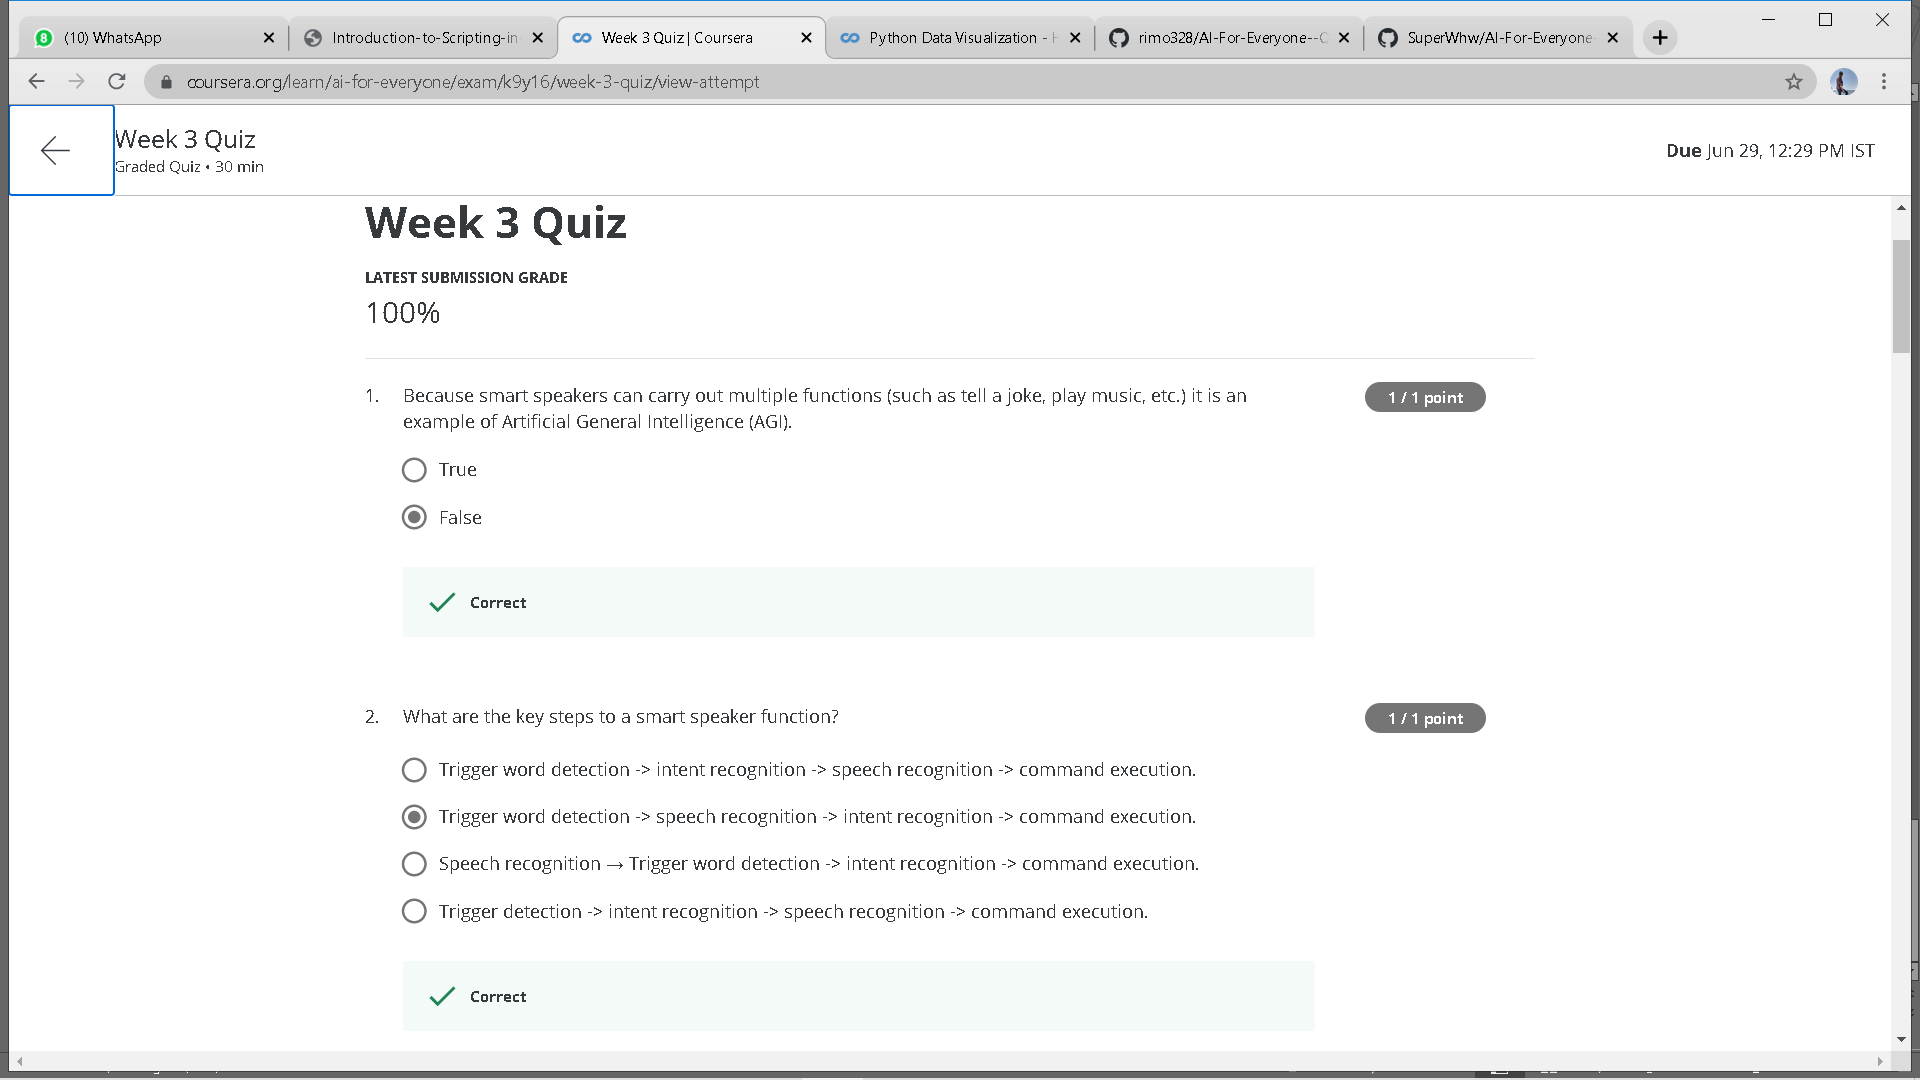 (10) WhatsApp
Introduction-to-Scripting-in
Week 3 Quiz | Coursera
Python Data Visualization -
rimo328/AI-For-Everyone--
SuperWhw/AI-For-Everyone
coursera.org/learn/ai-for-everyone/exam/k9y16/week-3-quiz/view-attempt
Week 3 Quiz
Graded Quiz • 30 min
Due Jun 29, 12:29 PM IST
Week 3 Quiz
LATEST SUBMISSION GRADE
100%
1. Because smart speakers can carry out multiple functions (such as tell a joke, play music, etc.) it is an
example of Artificial General Intelligence (AGI).
1 / 1 point
True
False
Correct
2. What are the key steps to a smart speaker function?
1 / 1 point
Trigger word detection -> intent recognition -> speech recognition -> command execution.
Trigger word detection -> speech recognition -> intent recognition -> command execution.
Speech recognition → Trigger word detection -> intent recognition -> command execution.
Trigger detection -> intent recognition -> speech recognition -> command execution.
Correct